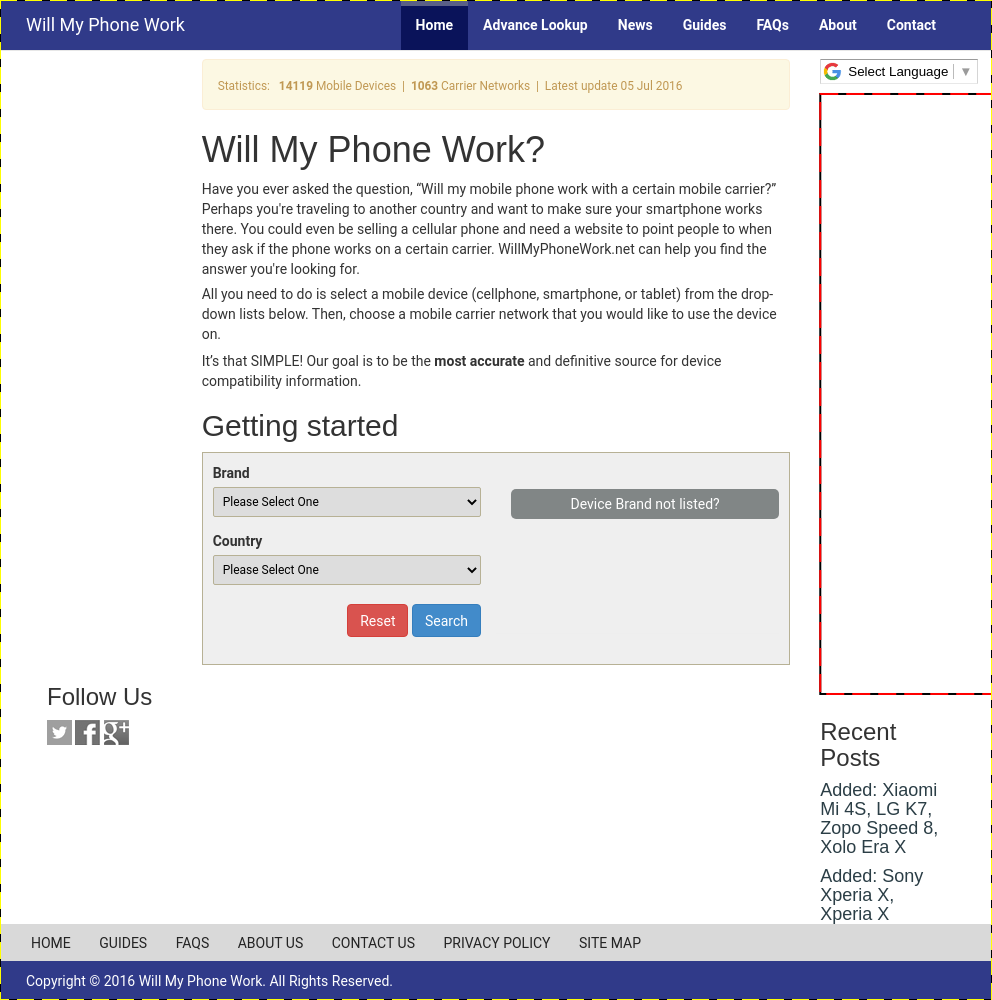 Will My Phone Work
Home Advance Lookup News Guides FAQs About Contact
Statistics: 14119 Mobile Devices | 1063 Carrier Networks | Latest update 05 Jul 2016
Select Language ▼
Will My Phone Work?
Have you ever asked the question, “Will my mobile phone work with a certain mobile carrier?”
Perhaps you're traveling to another country and want to make sure your smartphone works
there. You could even be selling a cellular phone and need a website to point people to when
they ask if the phone works on a certain carrier. WillMyPhoneWork.net can help you find the
answer you're looking for.
All you need to do is select a mobile device (cellphone, smartphone, or tablet) from the drop-
down lists below. Then, choose a mobile carrier network that you would like to use the device
on.
It’s that SIMPLE! Our goal is to be the most accurate and definitive source for device
compatibility information.
Getting started
Brand
Please Select One
Device Brand not listed?
Country
Please Select One
Reset Search
Follow Us
Recent
Posts
Added: Xiaomi
Mi 4S, LG K7,
Zopo Speed 8,
Xolo Era X
Added: Sony
Xperia X,
Xperia X
HOME GUIDES FAQS ABOUT US CONTACT US PRIVACY POLICY SITE MAP
Copyright © 2016 Will My Phone Work. All Rights Reserved.